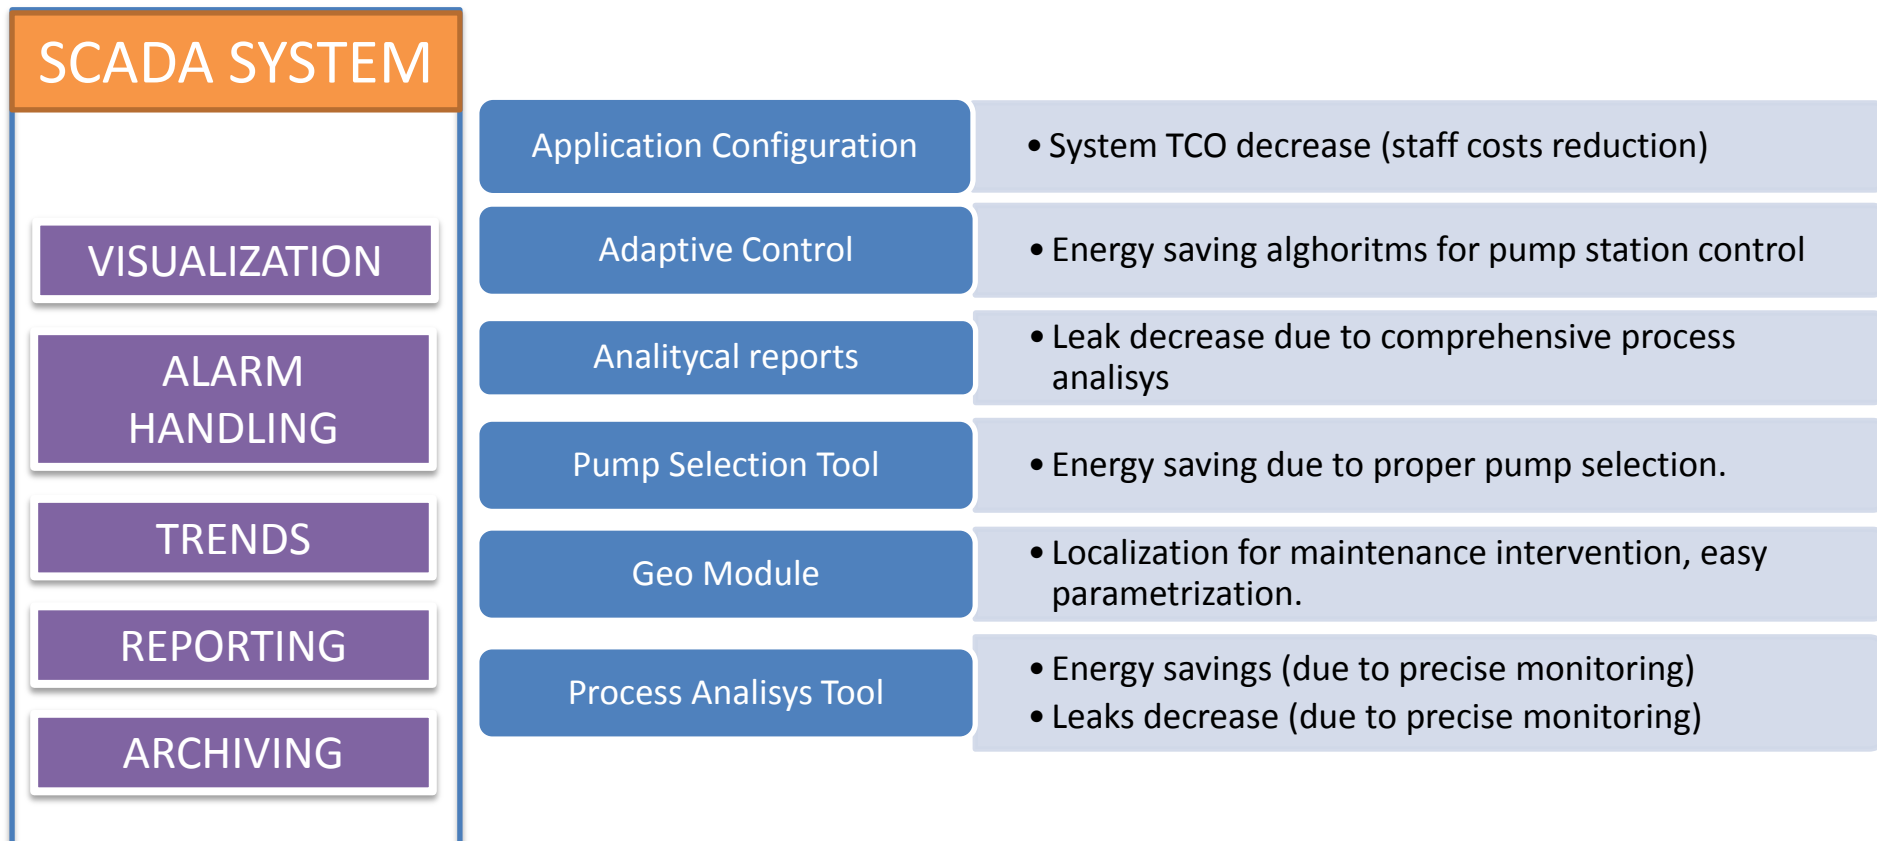 SCADA SYSTEM
VISUALIZATION
ALARM
HANDLING
TRENDS
REPORTING
ARCHIVING
Application Configuration
• System TCO decrease (staff costs reduction)
Adaptive Control
• Energy saving alghoritms for pump station control
Analitycal reports
• Leak decrease due to comprehensive process
analisys
Pump Selection Tool
• Energy saving due to proper pump selection.
Geo Module
• Localization for maintenance intervention, easy
parametrization.
Process Analisys Tool
• Energy savings (due to precise monitoring)
• Leaks decrease (due to precise monitoring)